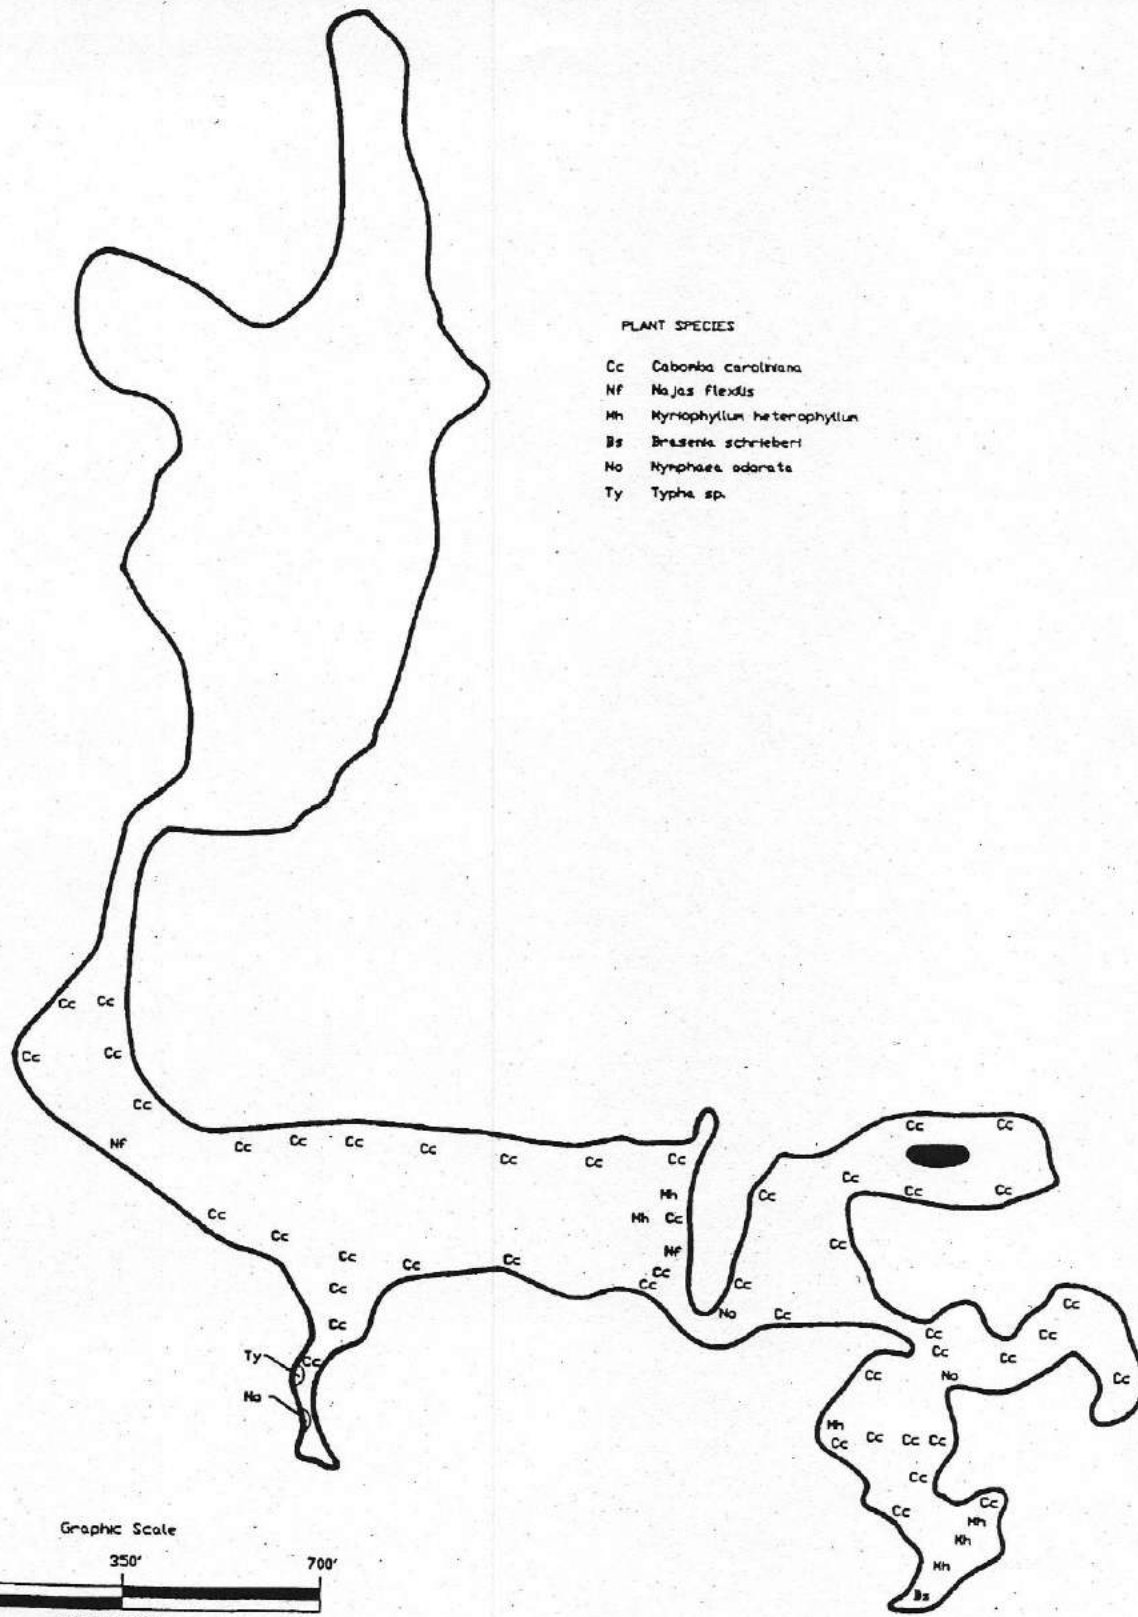 PLANT SPECIES
Cc Cabomba caroliniana
Nf Najas flexilis
Mh Myriophyllum heterophyllum
Bs Brasenia schrieberi
No Nymphaea odorata
Ty Typha sp.
Cc Cc
Cc Cc
Cc
Nf
Cc Cc Cc Cc Cc Cc Cc
Cc Cc
Cc Cc Cc Cc
Mh
Mh Cc
Nf
Cc
Cc
Cc
Cc
Cc
Cc Cc Cc
Cc
Cc
Cc
Ty Cc
No
No
Cc
Cc
Cc
Cc
Cc
Cc
Cc
Cc
Cc No
Mh
Cc Cc Cc Cc
Cc
Cc Cc
Mh
Mh
Mh
Bs
Graphic Scale
350' 700'